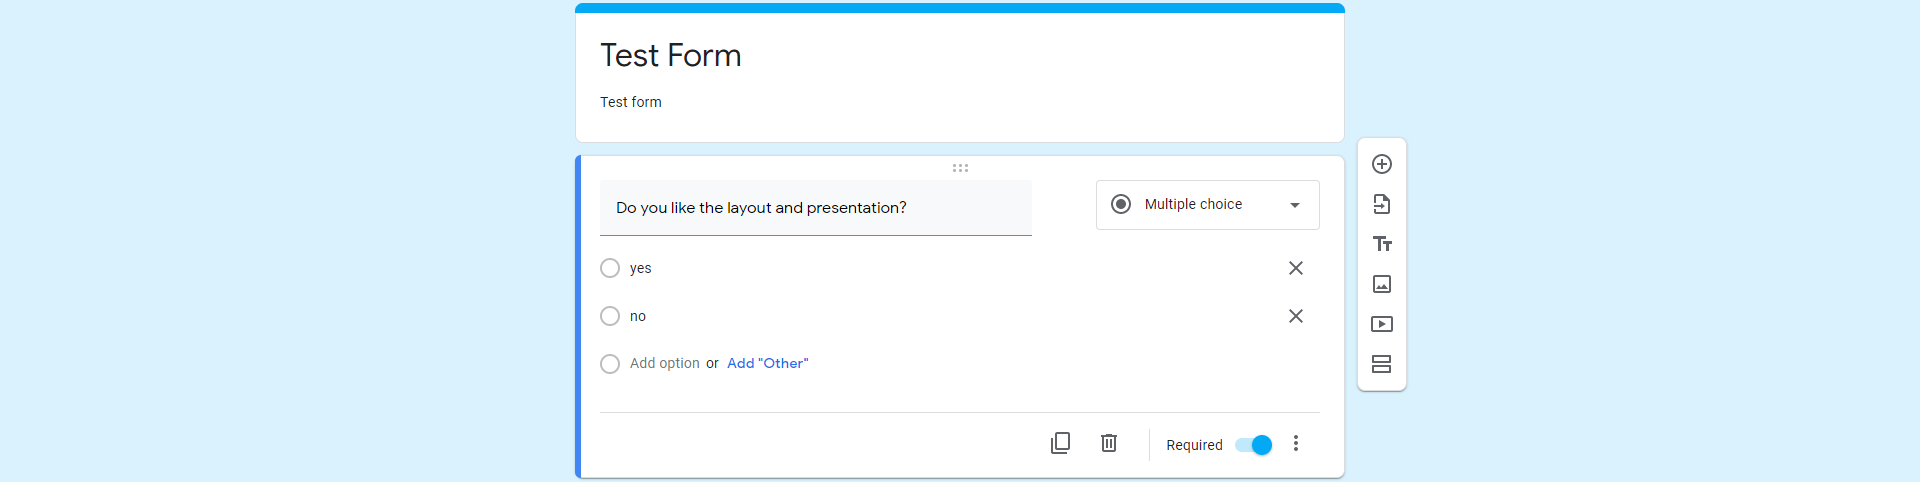 Test Form
Test form
Do you like the layout and presentation?
Multiple choice
yes
no
Add option or Add "Other"
Required